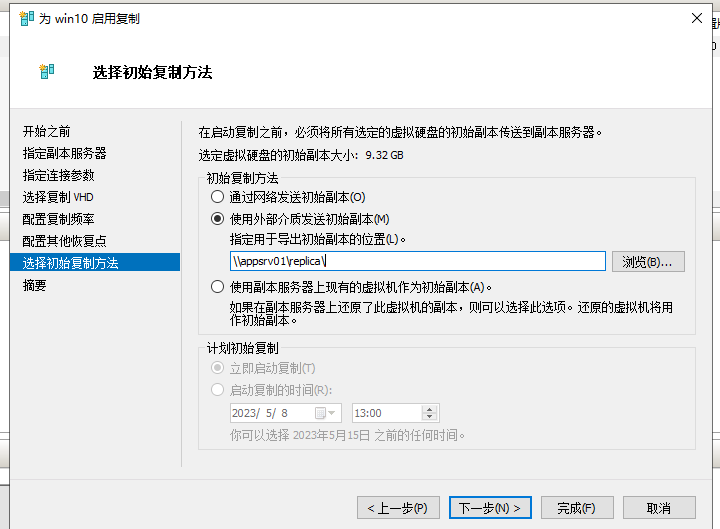 为 win10 启用复制
选择初始复制方法
开始之前
指定副本服务器
指定连接参数
选择复制 VHD
配置复制频率
配置其他恢复点
选择初始复制方法
摘要
在启动复制之前，必须将所有选定的虚拟硬盘的初始副本传送到副本服务器。
选定虚拟硬盘的初始副本大小: 9.32 GB
初始复制方法
通过网络发送初始副本(O)
使用外部介质发送初始副本(M)
指定用于导出初始副本的位置(L)。
\\appsrv01\replica\
浏览(B)...
使用副本服务器上现有的虚拟机作为初始副本(A)。
如果在副本服务器上还原了此虚拟机的副本，则可以选择此选项。还原的虚拟机将用
作初始副本。
计划初始复制
立即启动复制(T)
启动复制的时间(R):
2023/ 5/ 8
13:00
你可以选择 2023年5月15日 之前的任何时间。
< 上一步(P)
下一步(N) >
完成(F)
取消